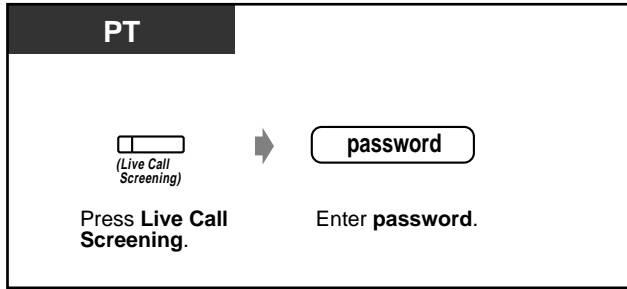 PT
password
(Live Call
Screening)
Press Live Call
Screening.
Enter password.